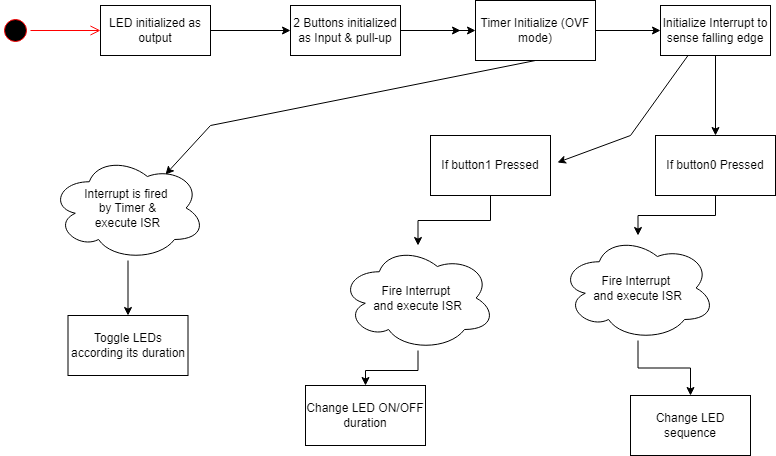 LED initialized as
output
2 Buttons initialized
as Input & pull-up
Timer Initialize (OVF
mode)
Initialize Interrupt to
sense falling edge
If button1 Pressed
If button0 Pressed
Interrupt is fired
by Timer &
execute ISR
Fire Interrupt
and execute ISR
Fire Interrupt
and execute ISR
Toggle LEDs
according its duration
Change LED ON/OFF
duration
Change LED
sequence